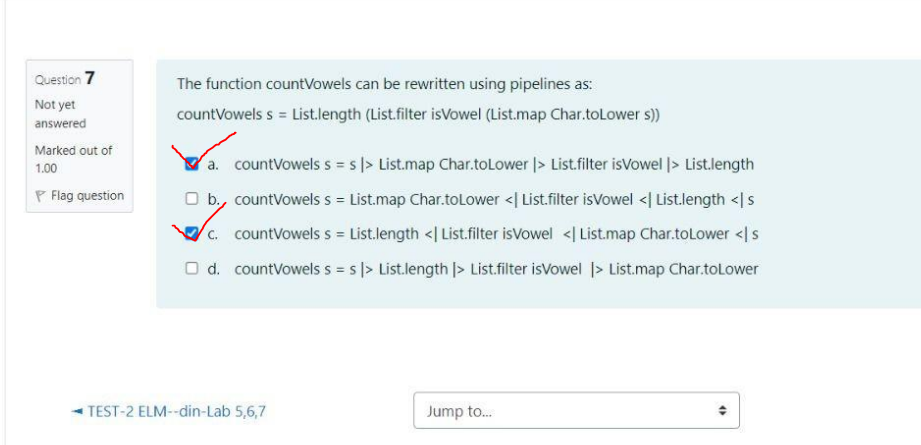 Question 7
Not yet
answered
Marked out of
1.00
Flag question
The function countVowels can be rewritten using pipelines as:
countVowels s = List.length (List.filter isVowel (List.map Char.toLower s))
a. countVowels s = s |> List.map Char.toLower |> List.filter isVowel |> List.length
b. countVowels s = List.map Char.toLower <| List.filter isVowel <| List.length <| s
c. countVowels s = List.length <| List.filter isVowel <| List.map Char.toLower <| s
d. countVowels s = s |> List.length |> List.filter isVowel |> List.map Char.toLower
◄ TEST-2 ELM--din-Lab 5,6,7
Jump to...